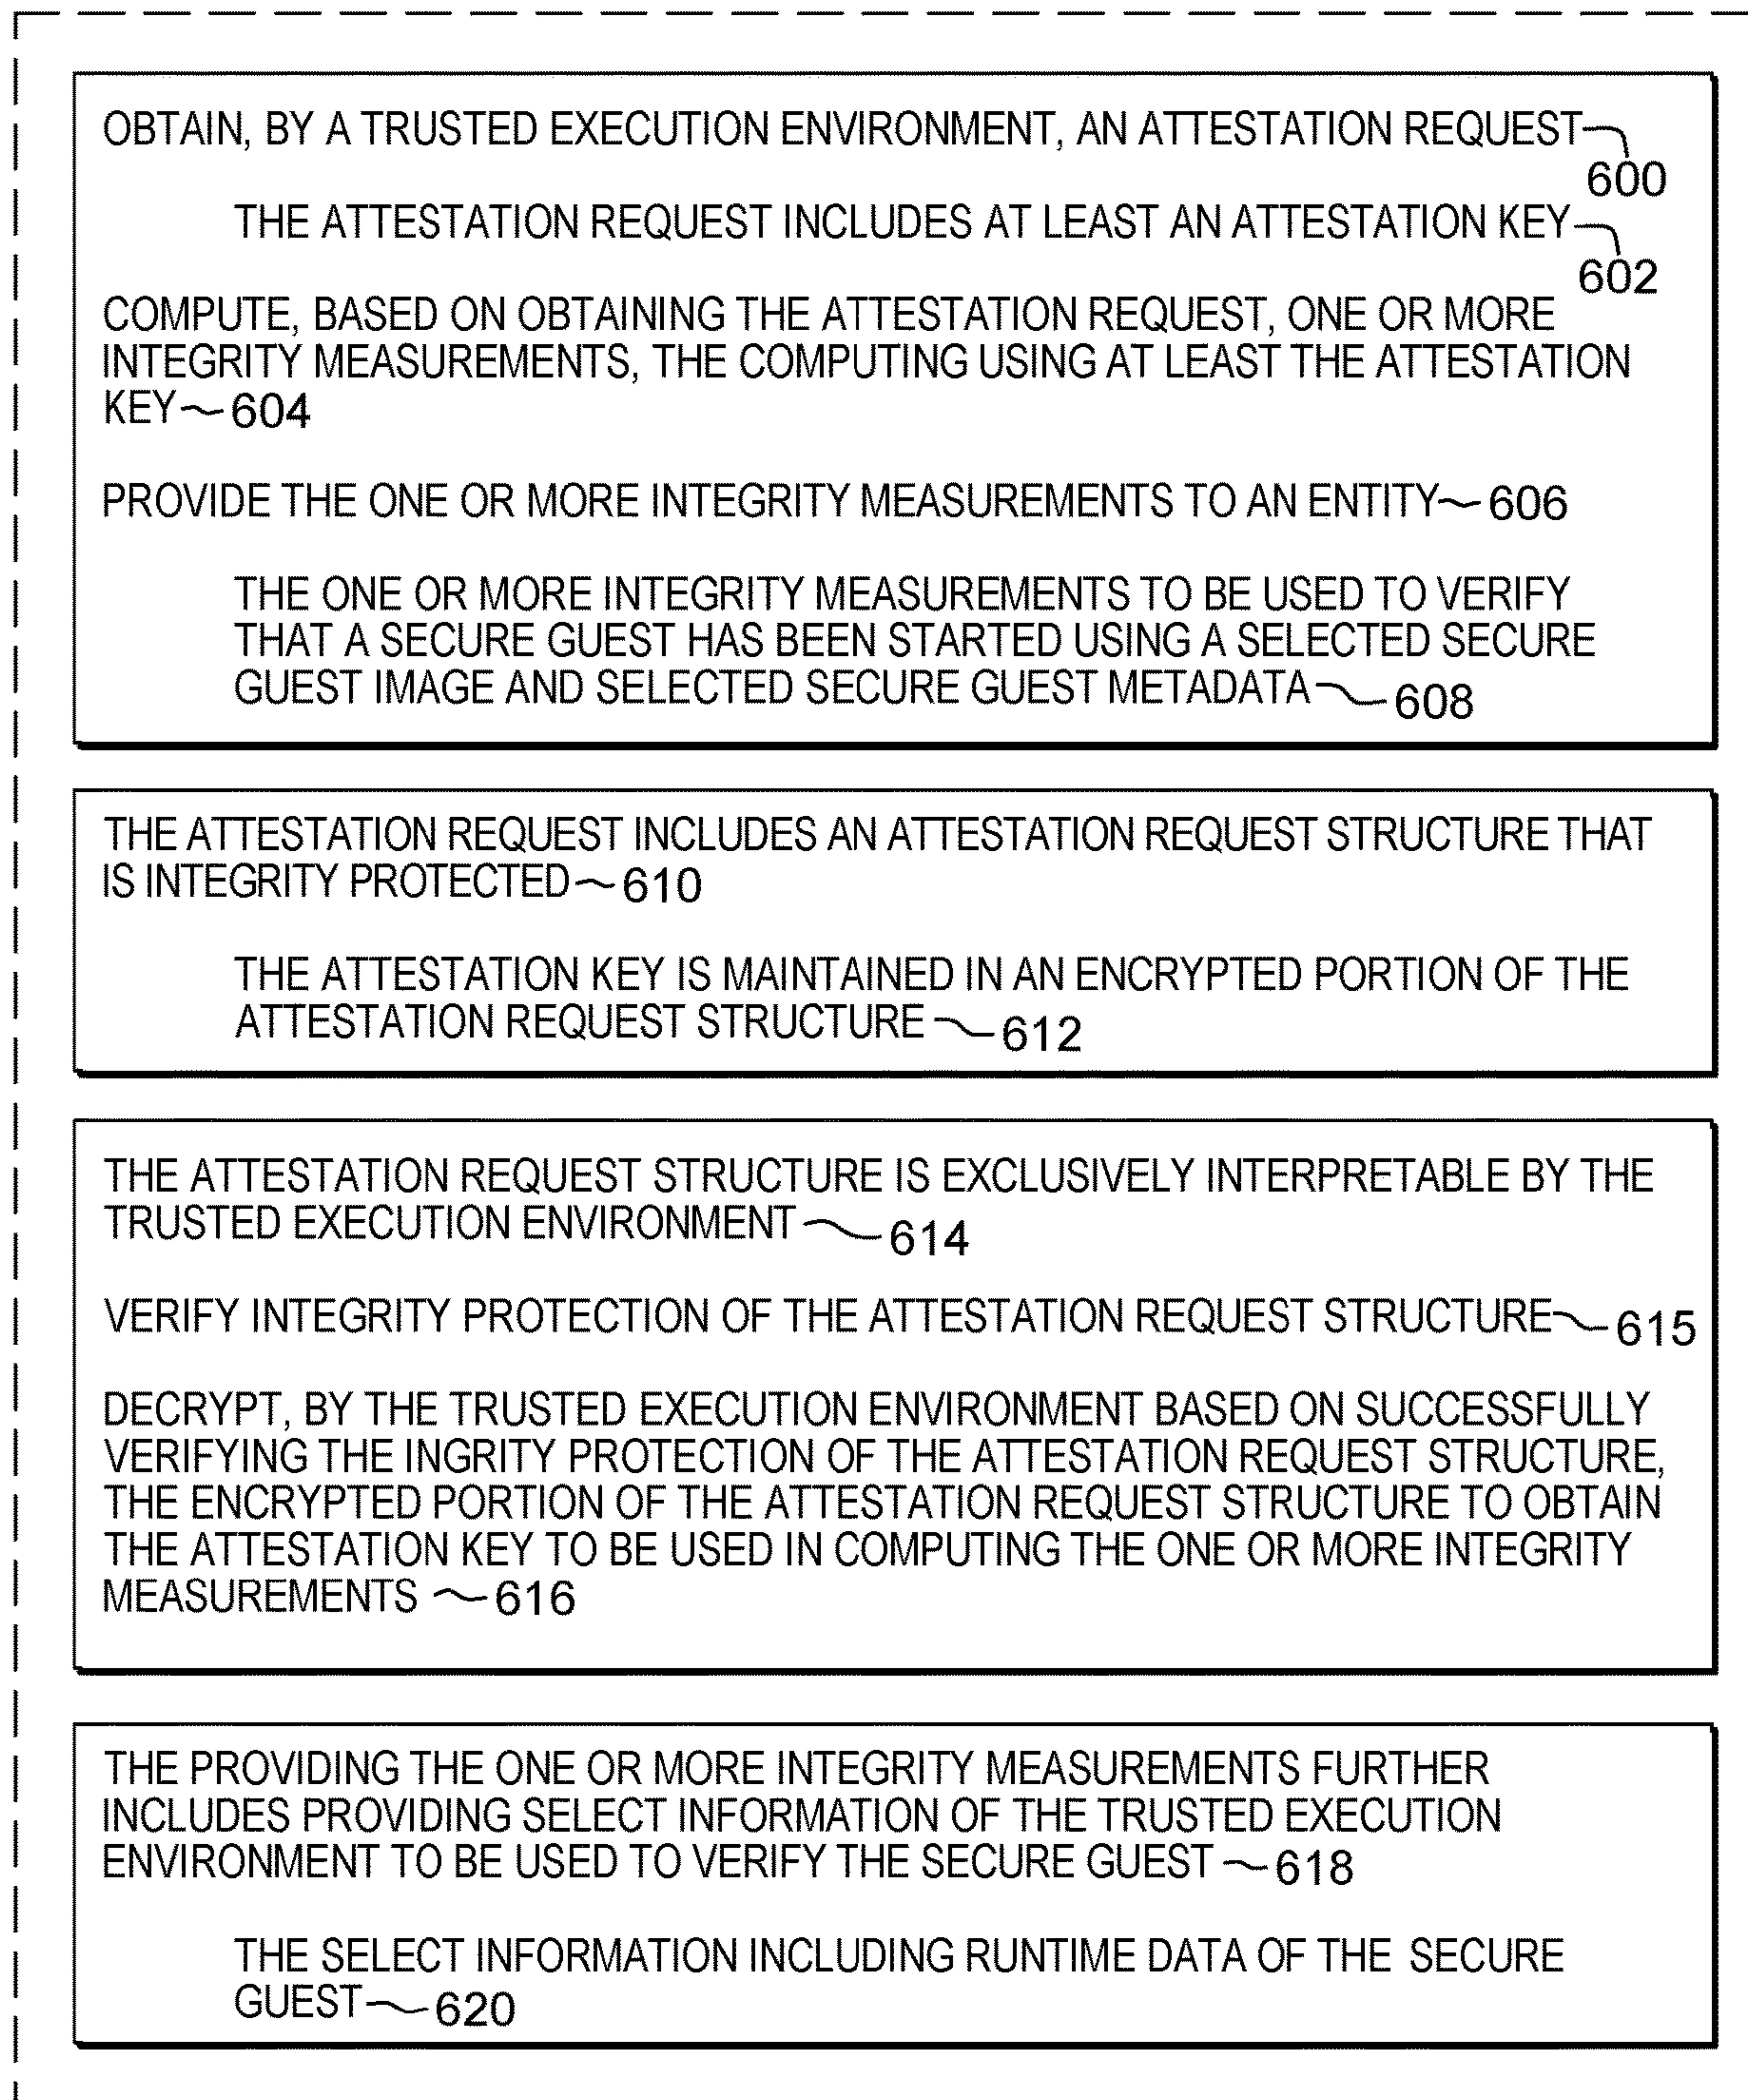 OBTAIN, BY A TRUSTED EXECUTION ENVIRONMENT, AN ATTESTATION REQUEST
600
THE ATTESTATION REQUEST INCLUDES AT LEAST AN ATTESTATION KEY
602
COMPUTE, BASED ON OBTAINING THE ATTESTATION REQUEST, ONE OR MORE
INTEGRITY MEASUREMENTS, THE COMPUTING USING AT LEAST THE ATTESTATION
KEY 604
PROVIDE THE ONE OR MORE INTEGRITY MEASUREMENTS TO AN ENTITY 606
THE ONE OR MORE INTEGRITY MEASUREMENTS TO BE USED TO VERIFY
THAT A SECURE GUEST HAS BEEN STARTED USING A SELECTED SECURE
GUEST IMAGE AND SELECTED SECURE GUEST METADATA 608
THE ATTESTATION REQUEST INCLUDES AN ATTESTATION REQUEST STRUCTURE THAT
IS INTEGRITY PROTECTED 610
THE ATTESTATION KEY IS MAINTAINED IN AN ENCRYPTED PORTION OF THE
ATTESTATION REQUEST STRUCTURE 612
THE ATTESTATION REQUEST STRUCTURE IS EXCLUSIVELY INTERPRETABLE BY THE
TRUSTED EXECUTION ENVIRONMENT 614
VERIFY INTEGRITY PROTECTION OF THE ATTESTATION REQUEST STRUCTURE 615
DECRYPT, BY THE TRUSTED EXECUTION ENVIRONMENT BASED ON SUCCESSFULLY
VERIFYING THE INGRITY PROTECTION OF THE ATTESTATION REQUEST STRUCTURE,
THE ENCRYPTED PORTION OF THE ATTESTATION REQUEST STRUCTURE TO OBTAIN
THE ATTESTATION KEY TO BE USED IN COMPUTING THE ONE OR MORE INTEGRITY
MEASUREMENTS 616
THE PROVIDING THE ONE OR MORE INTEGRITY MEASUREMENTS FURTHER
INCLUDES PROVIDING SELECT INFORMATION OF THE TRUSTED EXECUTION
ENVIRONMENT TO BE USED TO VERIFY THE SECURE GUEST 618
THE SELECT INFORMATION INCLUDING RUNTIME DATA OF THE SECURE
GUEST 620